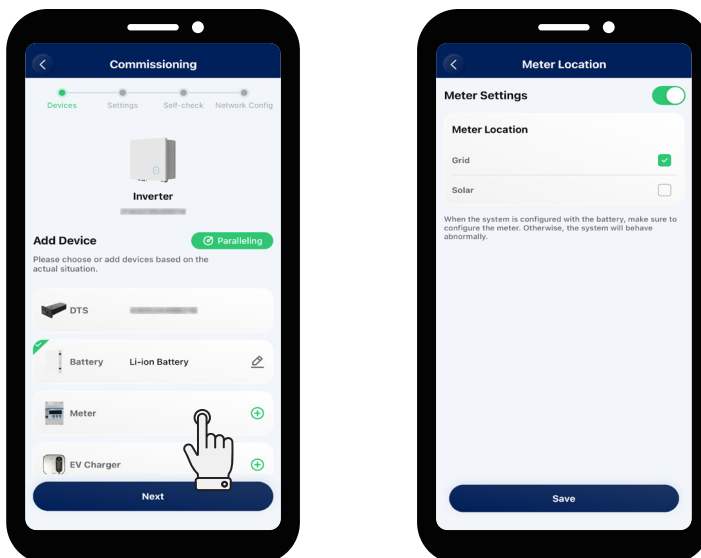 Commissioning
Devices Settings Self-check Network Config
Inverter
Add Device
Paralleling
Please choose or add devices based on the
actual situation.
DTS
Battery Li-ion Battery
Meter
EV Charger
Next
Meter Location
Meter Settings
Meter Location
Grid
Solar
When the system is configured with the battery, make sure to
configure the meter. Otherwise, the system will behave
abnormally.
Save